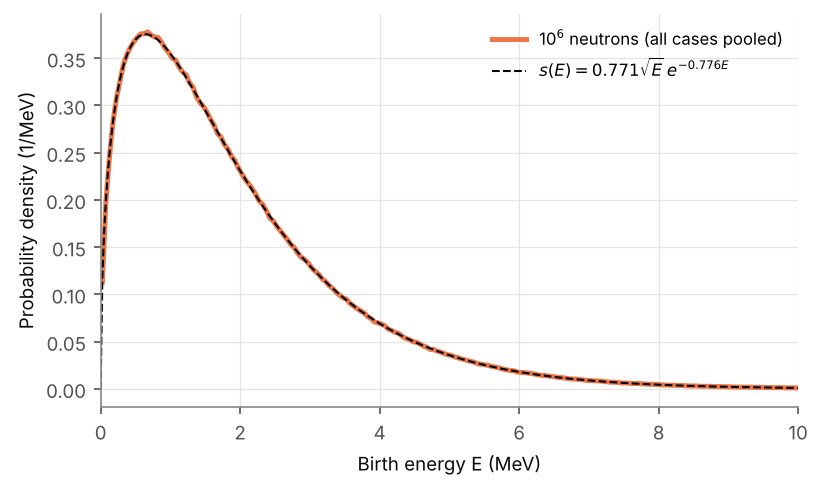 10⁶ neutrons (all cases pooled)
s(E) = 0.771√E e^−0.776E
Probability density (1/MeV)
0.35
0.30
0.25
0.20
0.15
0.10
0.05
0.00
0 2 4 6 8 10
Birth energy E (MeV)